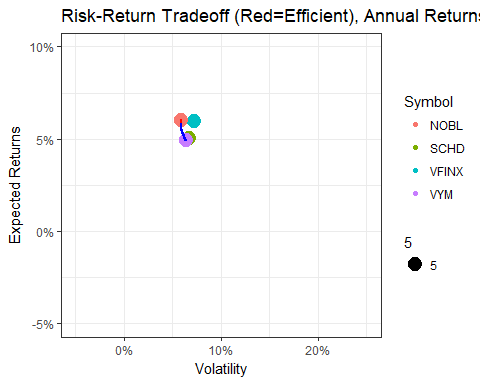 Risk-Return Tradeoff (Red=Efficient), Annual Returns
10%
5%
0%
-5%
Expected Returns
0%
10%
20%
Volatility
Symbol
NOBL
SCHD
VFINX
VYM
5
5